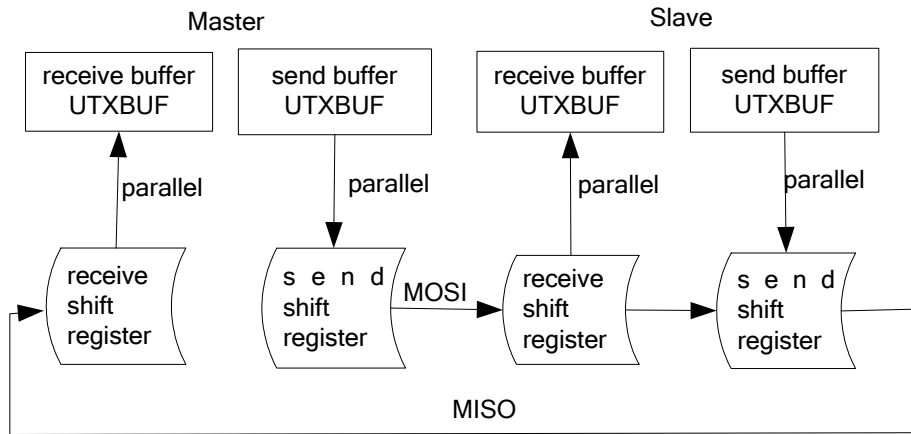 Master
Slave
receive buffer
UTXBUF
send buffer
UTXBUF
receive buffer
UTXBUF
send buffer
UTXBUF
parallel
parallel
parallel
parallel
receive
shift
register
s e n d
shift
register
MOSI
receive
shift
register
s e n d
shift
register
MISO